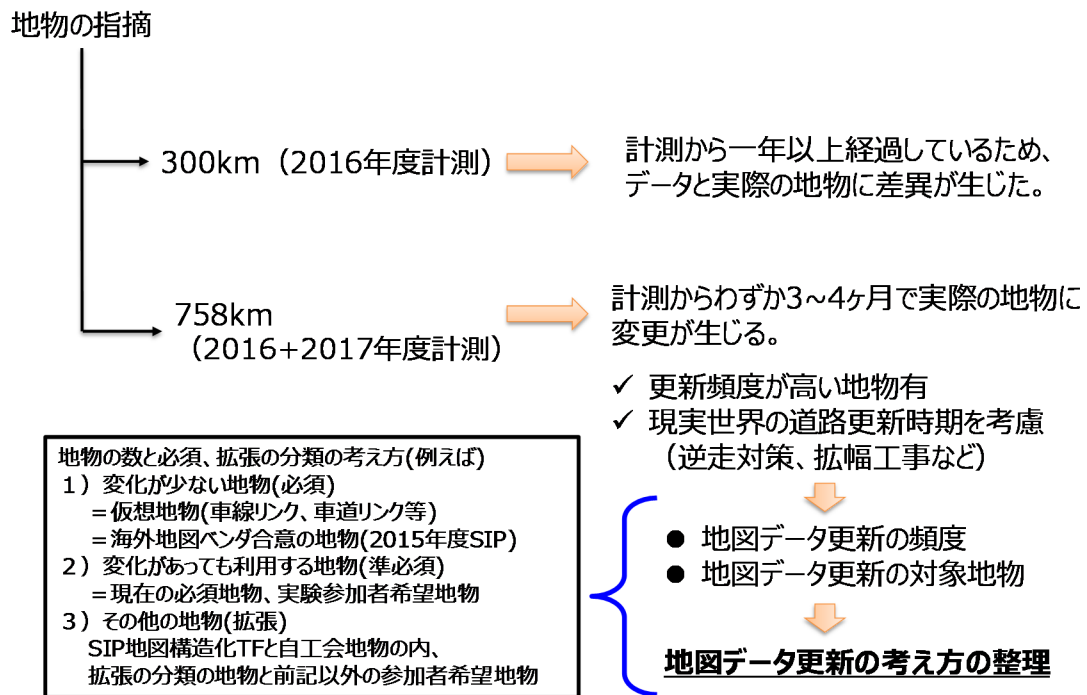 地物の指摘
300km（2016年度計測）
計測から一年以上経過しているため、
データと実際の地物に差異が生じた。
758km
（2016+2017年度計測）
計測からわずか3~4ヶ月で実際の地物に
変更が生じる。
✓ 更新頻度が高い地物有
✓ 現実世界の道路更新時期を考慮
（逆走対策、拡幅工事など）
地物の数と必須、拡張の分類の考え方(例えば)
１）変化が少ない地物(必須)
＝仮想地物(車線リンク、車道リンク等)
＝海外地図ベンダ合意の地物(2015年度SIP)
２）変化があっても利用する地物(準必須)
＝現在の必須地物、実験参加者希望地物
３）その他の地物(拡張)
SIP地図構造化TFと自工会地物の内、
拡張の分類の地物と前記以外の参加者希望地物
● 地図データ更新の頻度
● 地図データ更新の対象地物
地図データ更新の考え方の整理